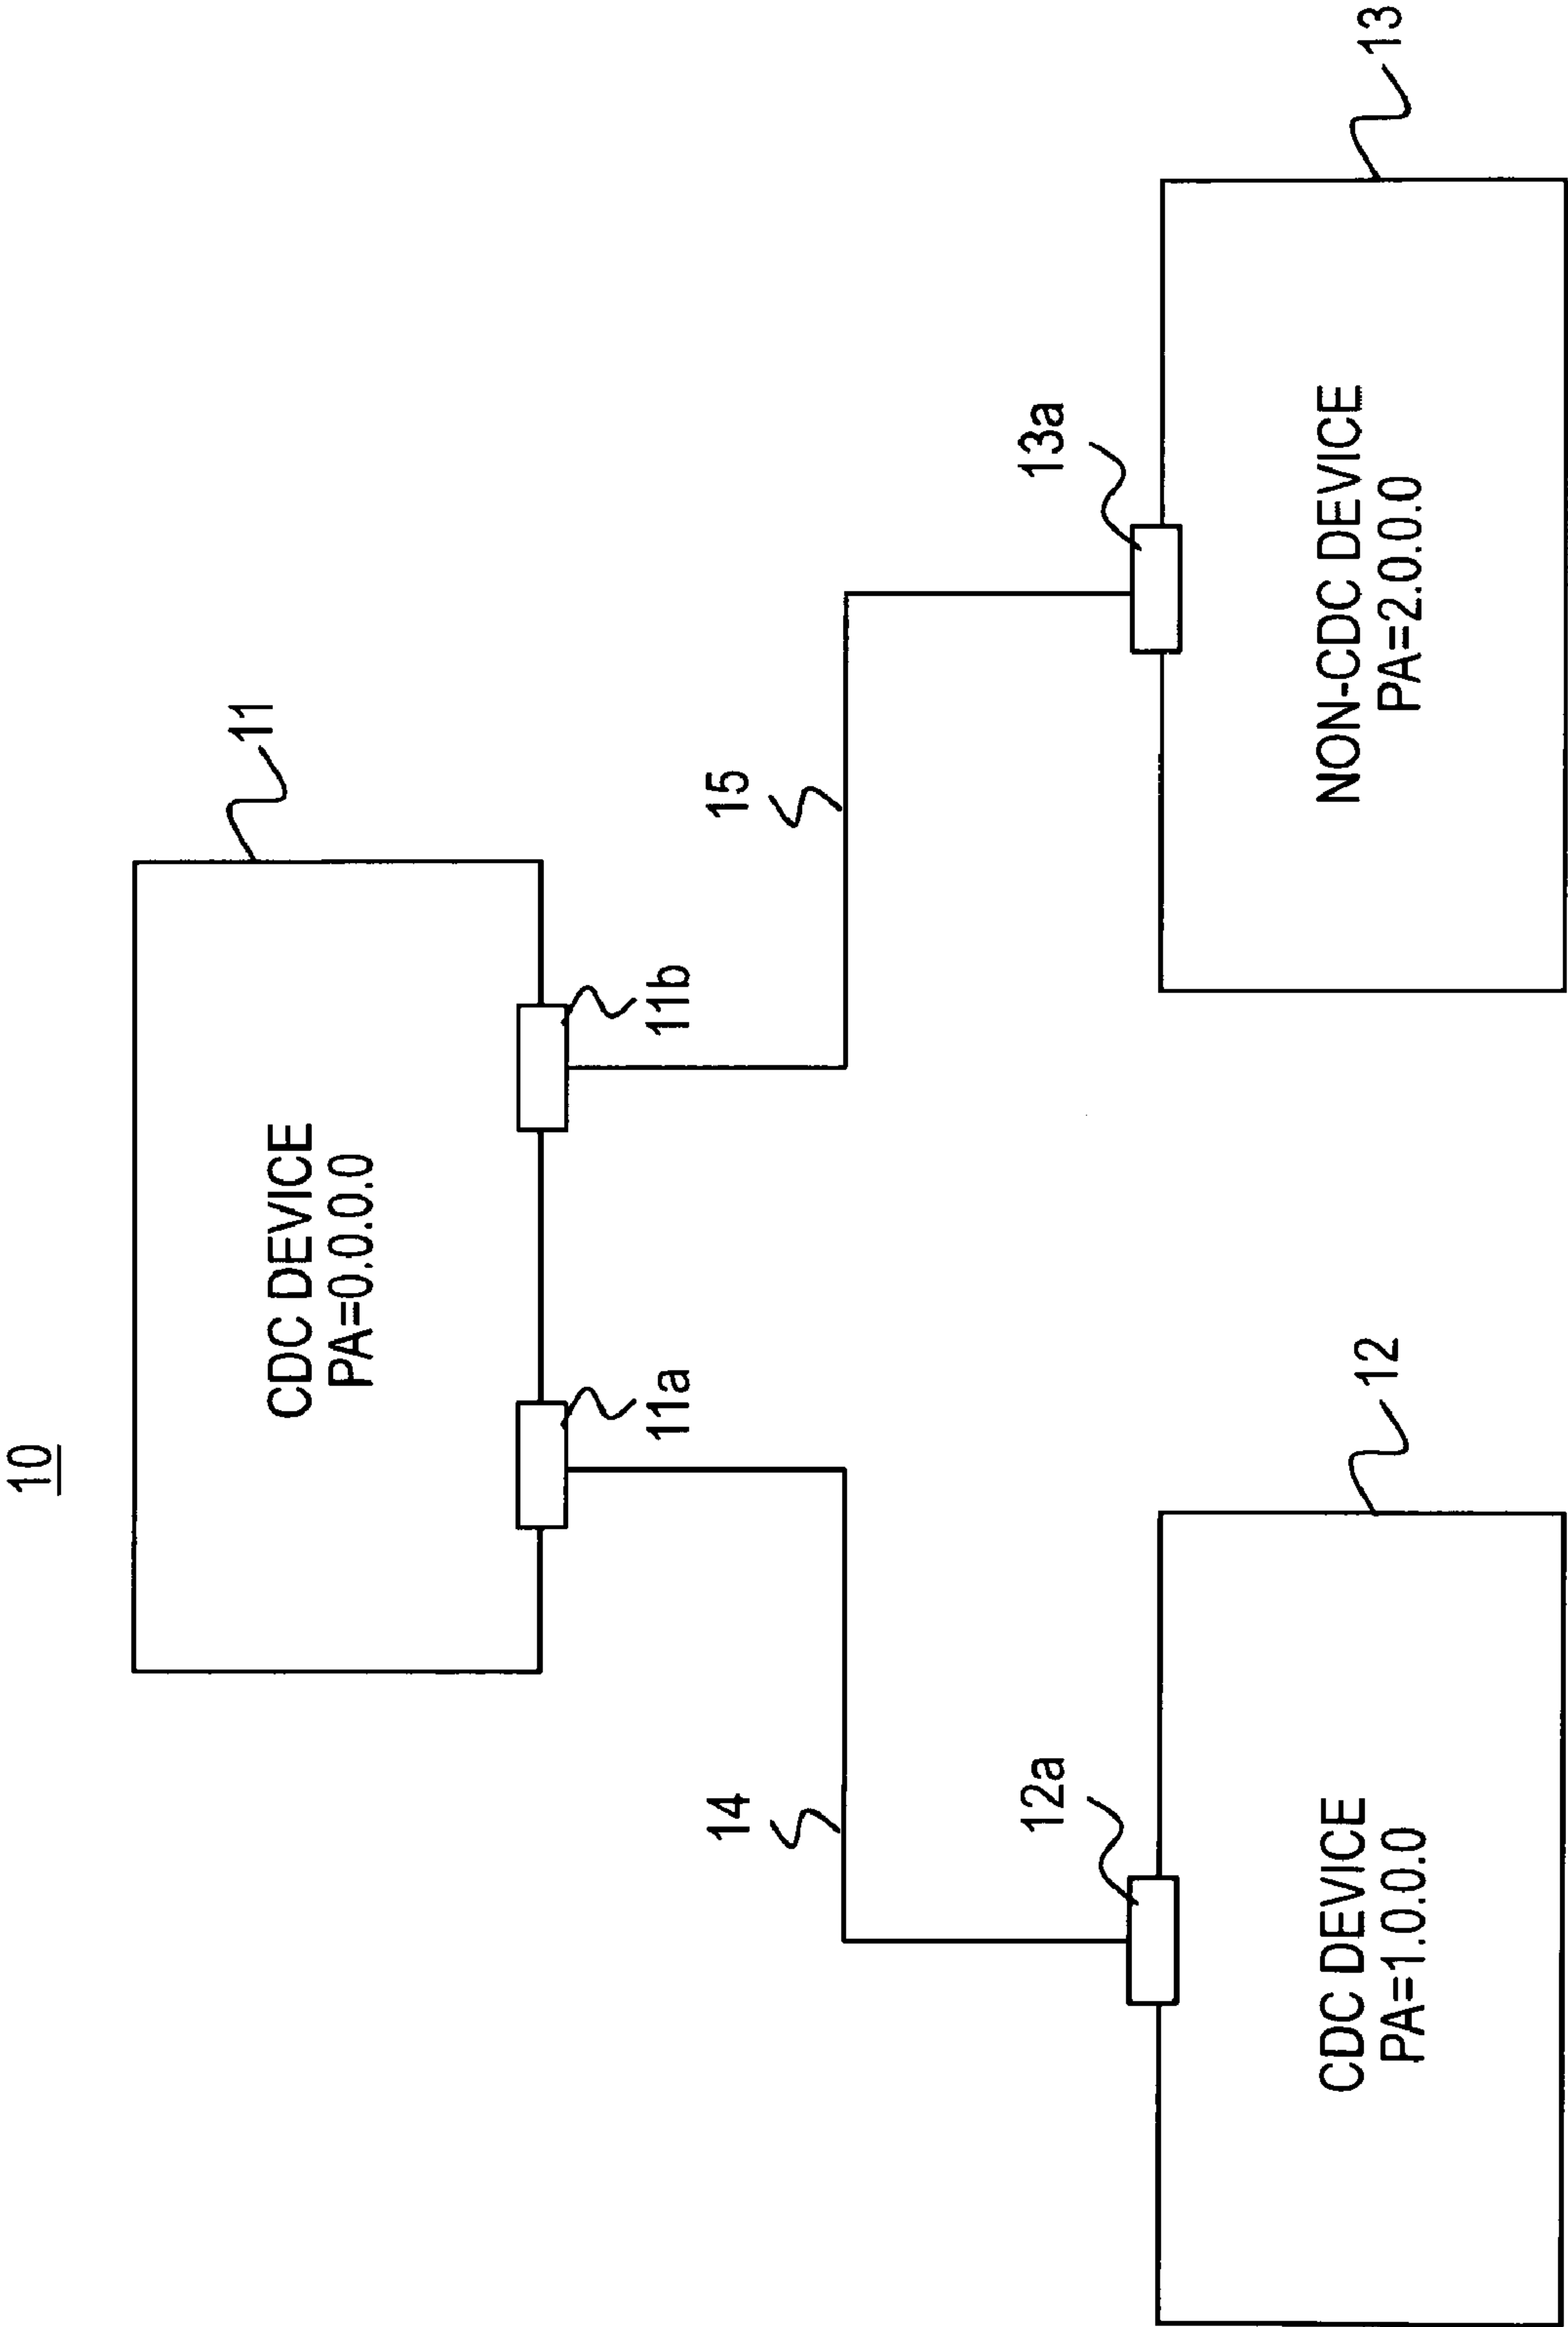 10
CDC DEVICE
PA=0.0.0.0
11
11a
11b
14
15
12a
13a
CDC DEVICE
PA=1.0.0.0
12
NON-CDC DEVICE
PA=2.0.0.0
13